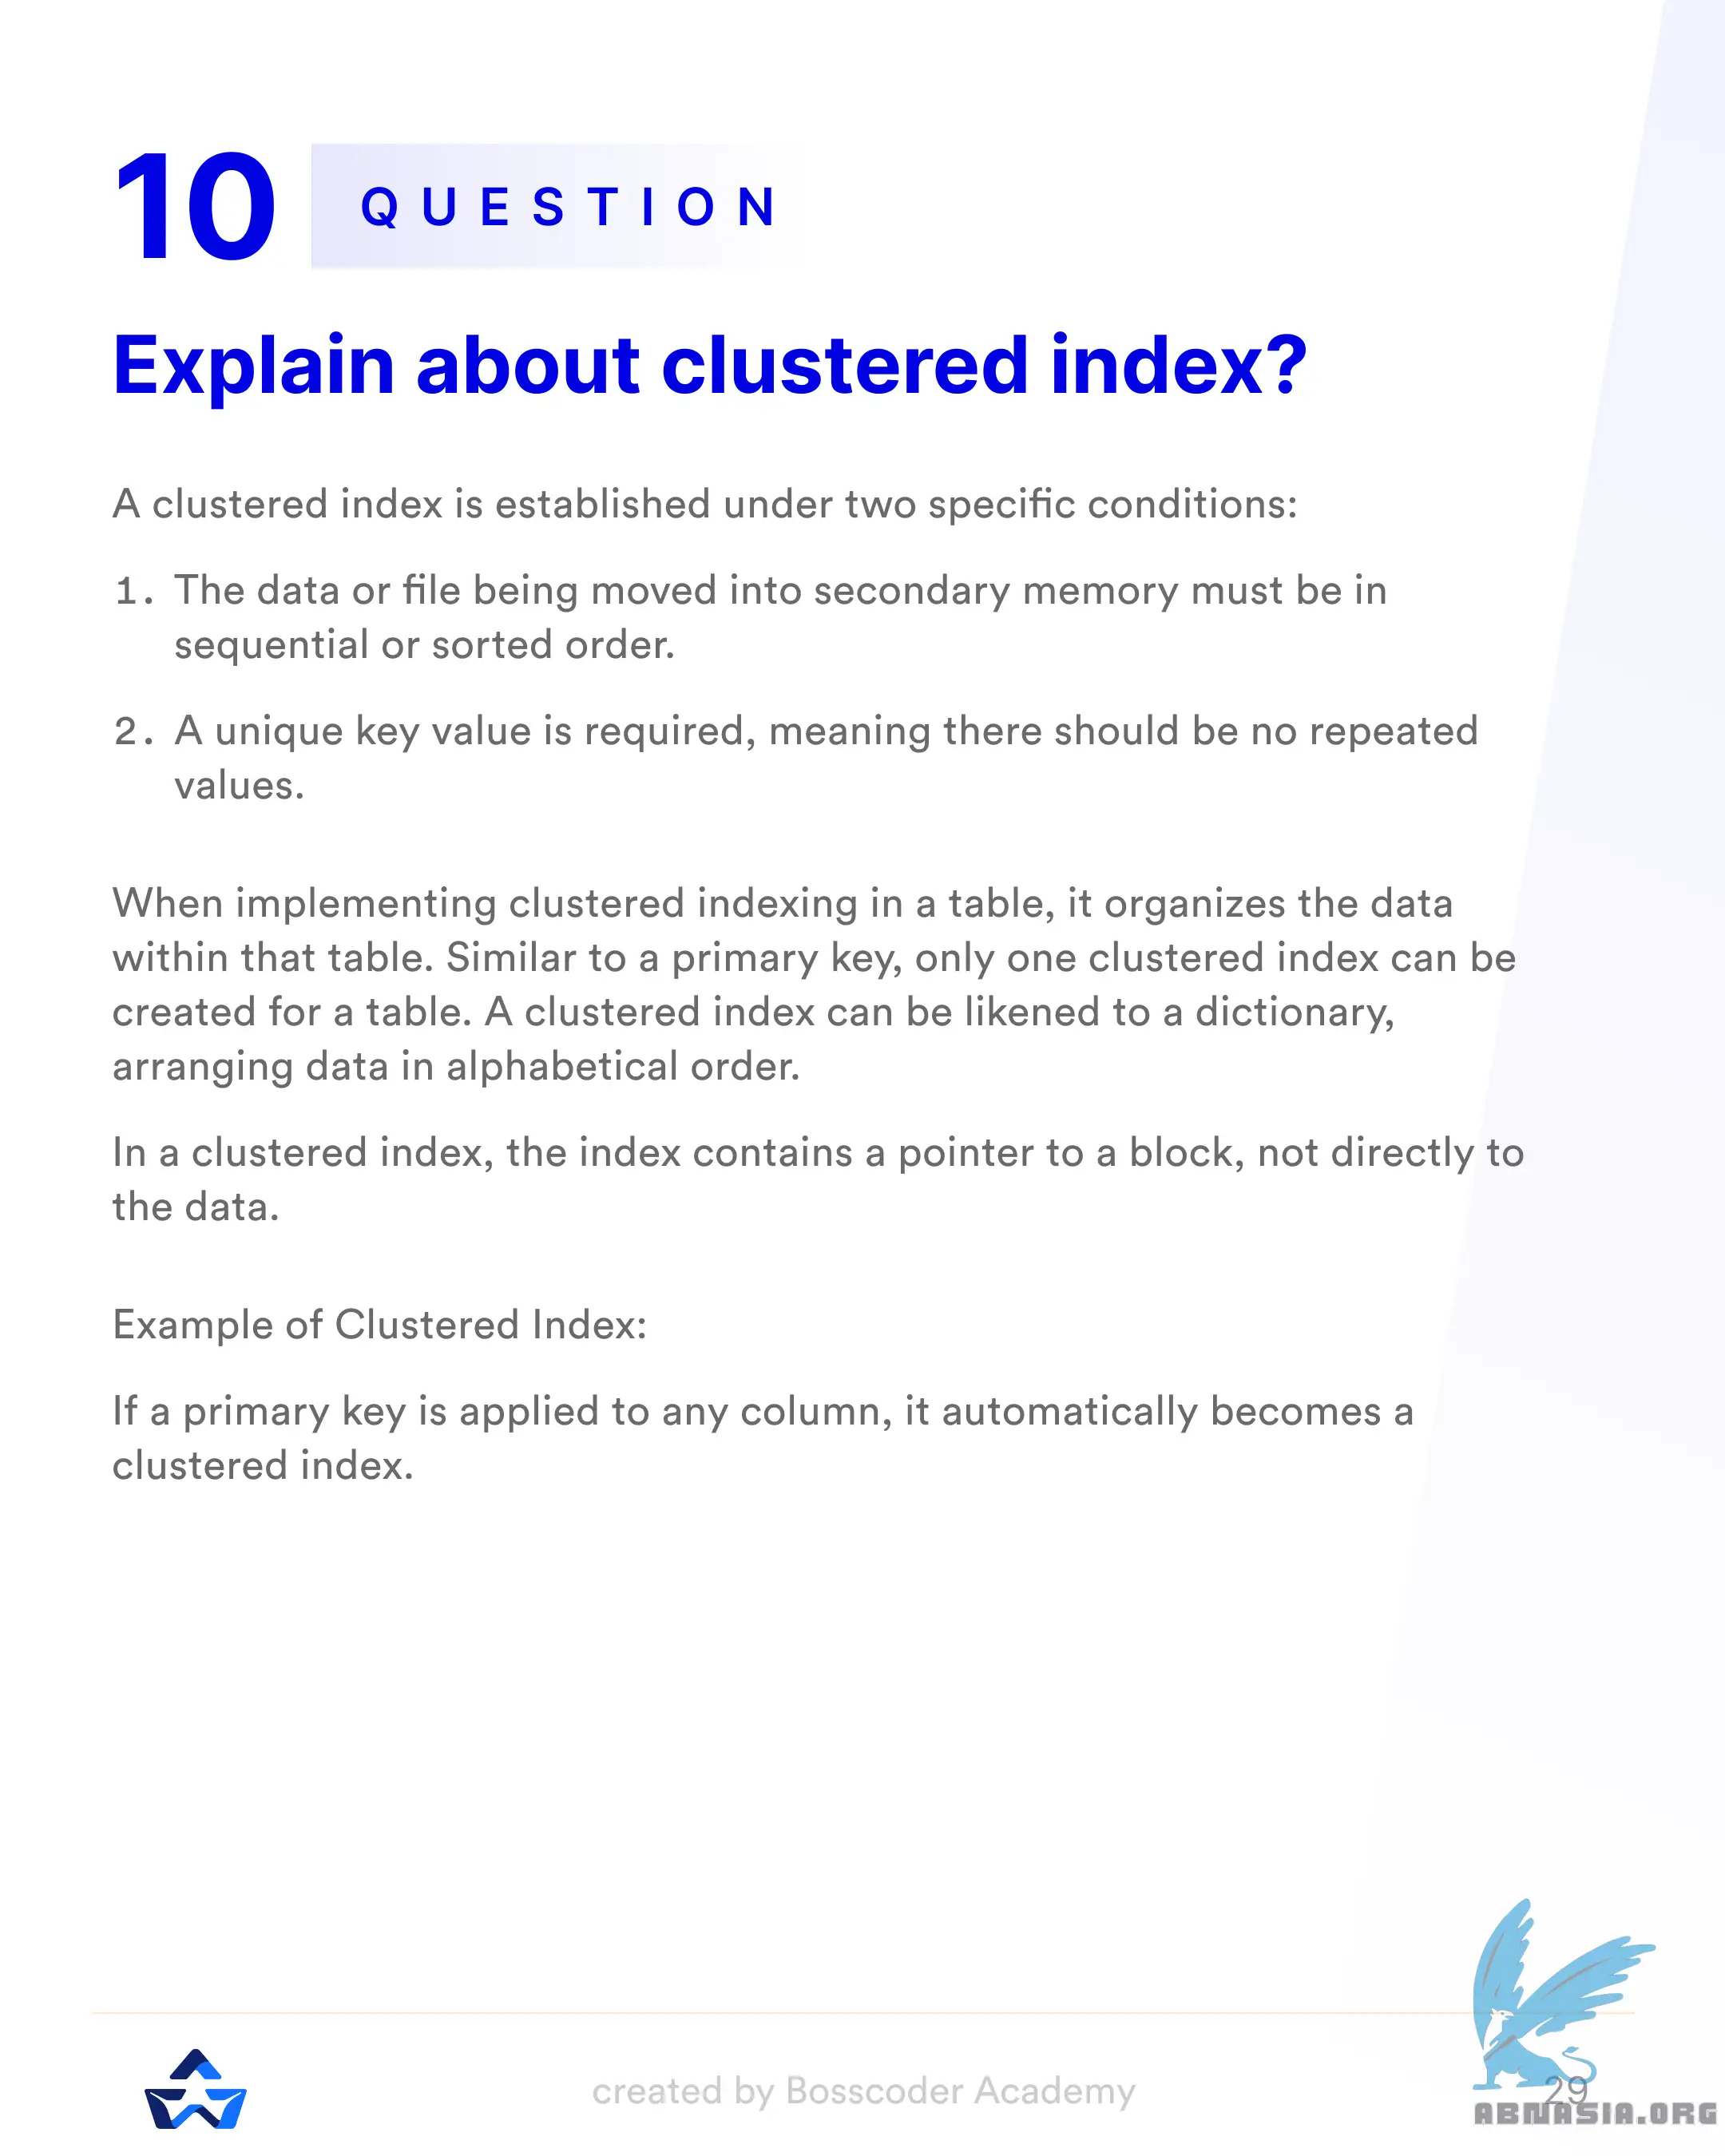 10 QUESTION
Explain about clustered index?
A clustered index is established under two specific conditions:
1. The data or file being moved into secondary memory must be in
sequential or sorted order.
2. A unique key value is required, meaning there should be no repeated
values.
When implementing clustered indexing in a table, it organizes the data
within that table. Similar to a primary key, only one clustered index can be
created for a table. A clustered index can be likened to a dictionary,
arranging data in alphabetical order.
In a clustered index, the index contains a pointer to a block, not directly to
the data.
Example of Clustered Index:
If a primary key is applied to any column, it automatically becomes a
clustered index.
created by Bosscoder Academy
29
ABNASIA.ORG